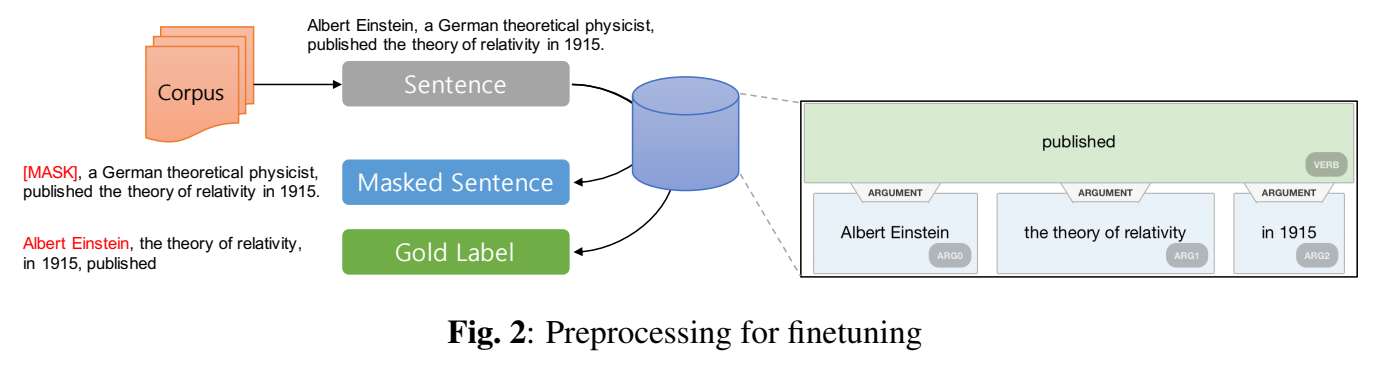 Albert Einstein, a German theoretical physicist,
published the theory of relativity in 1915.
Corpus
Sentence
[MASK], a German theoretical physicist,
published the theory of relativity in 1915.
Masked Sentence
Albert Einstein, the theory of relativity,
in 1915, published
Gold Label
published
VERB
ARGUMENT
ARGUMENT
ARGUMENT
Albert Einstein
ARG0
the theory of relativity
ARG1
in 1915
ARG2
Fig. 2: Preprocessing for finetuning